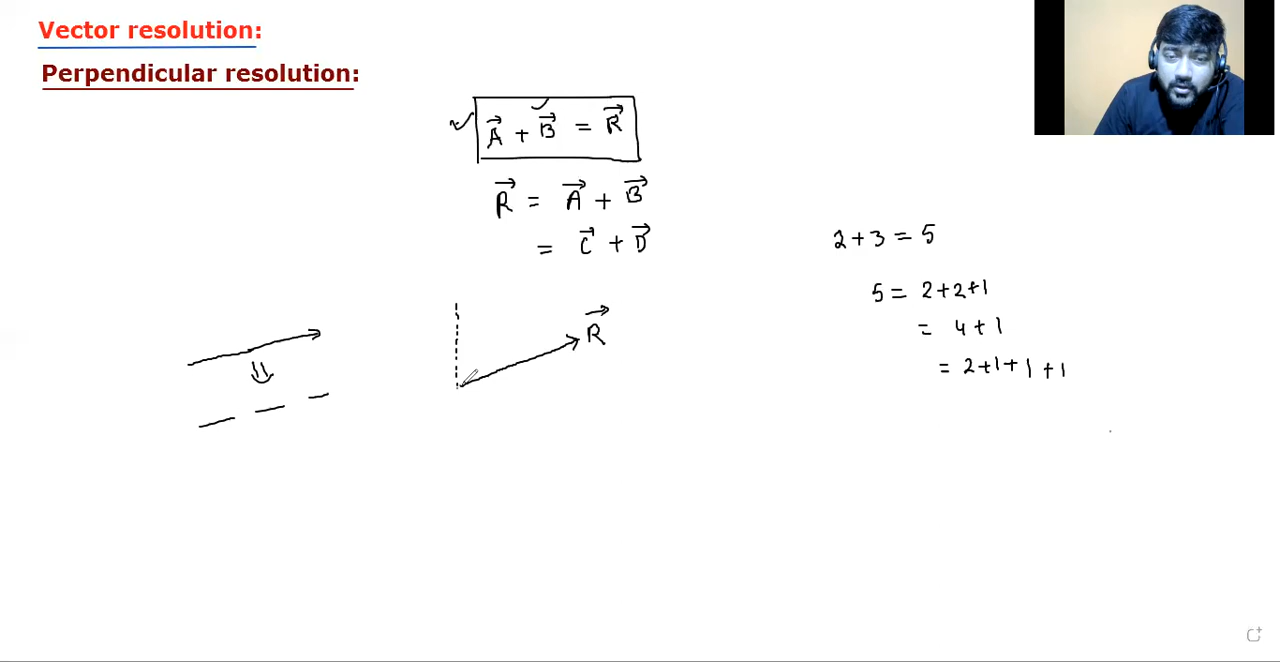 Vector resolution:
Perpendicular resolution:
A⃗ + B⃗ = R⃗
R⃗ = A⃗ + B⃗
= C⃗ + D⃗
R⃗
2+3 = 5
5 = 2+2+1
= 4+1
= 2+1+1+1